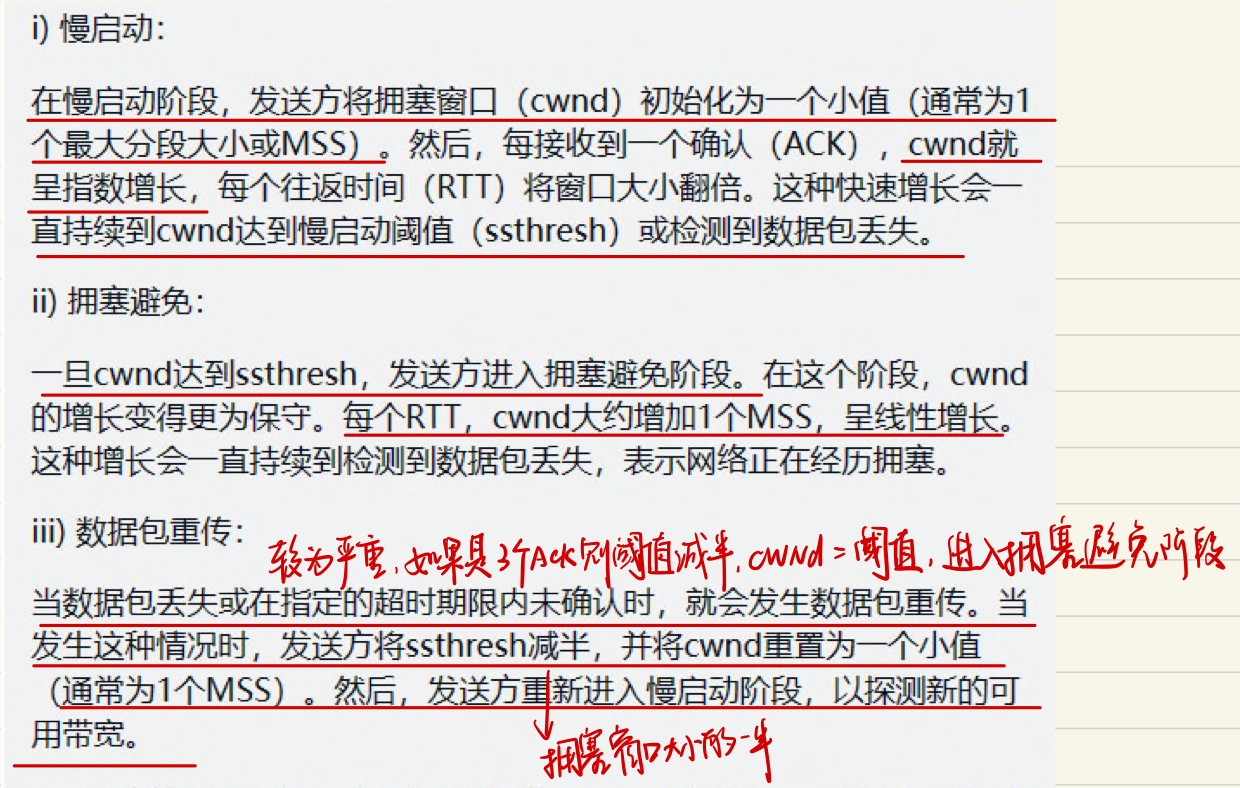 i) 慢启动：
在慢启动阶段，发送方将拥塞窗口（cwnd）初始化为一个小值（通常为1
个最大分段大小或MSS）。然后，每接收到一个确认（ACK），cwnd就
呈指数增长，每个往返时间（RTT）将窗口大小翻倍。这种快速增长会一
直持续到cwnd达到慢启动阈值（ssthresh）或检测到数据包丢失。
ii) 拥塞避免：
一旦cwnd达到ssthresh，发送方进入拥塞避免阶段。在这个阶段，cwnd
的增长变得更为保守。每个RTT，cwnd大约增加1个MSS，呈线性增长。
这种增长会一直持续到检测到数据包丢失，表示网络正在经历拥塞。
iii) 数据包重传：
较为严重，如果是3个Ack则阈值减半，cwnd=阈值，进入拥塞避免阶段
当数据包丢失或在指定的超时期限内未确认时，就会发生数据包重传。当
发生这种情况时，发送方将ssthresh减半，并将cwnd重置为一个小值
（通常为1个MSS）。然后，发送方重新进入慢启动阶段，以探测新的可
用带宽。
拥塞窗口大小的一半